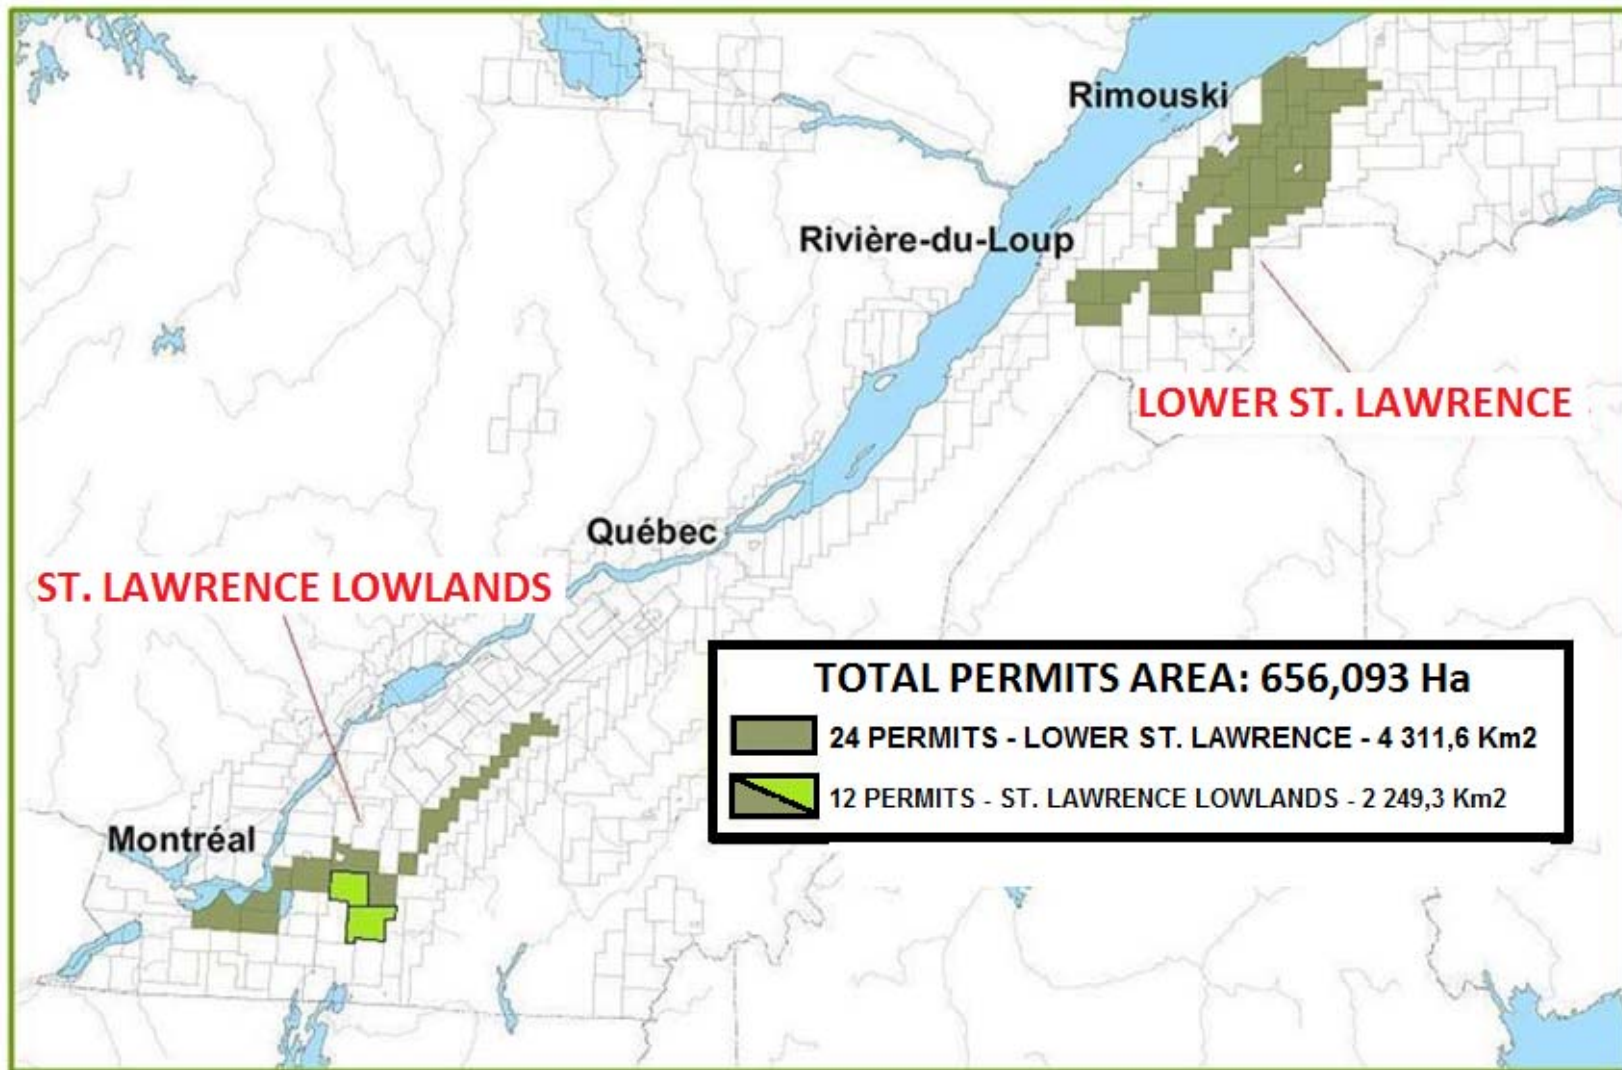 Rimouski
Rivière-du-Loup
LOWER ST. LAWRENCE
Québec
ST. LAWRENCE LOWLANDS
TOTAL PERMITS AREA: 656,093 Ha
24 PERMITS - LOWER ST. LAWRENCE - 4 311,6 Km2
12 PERMITS - ST. LAWRENCE LOWLANDS - 2 249,3 Km2
Montréal